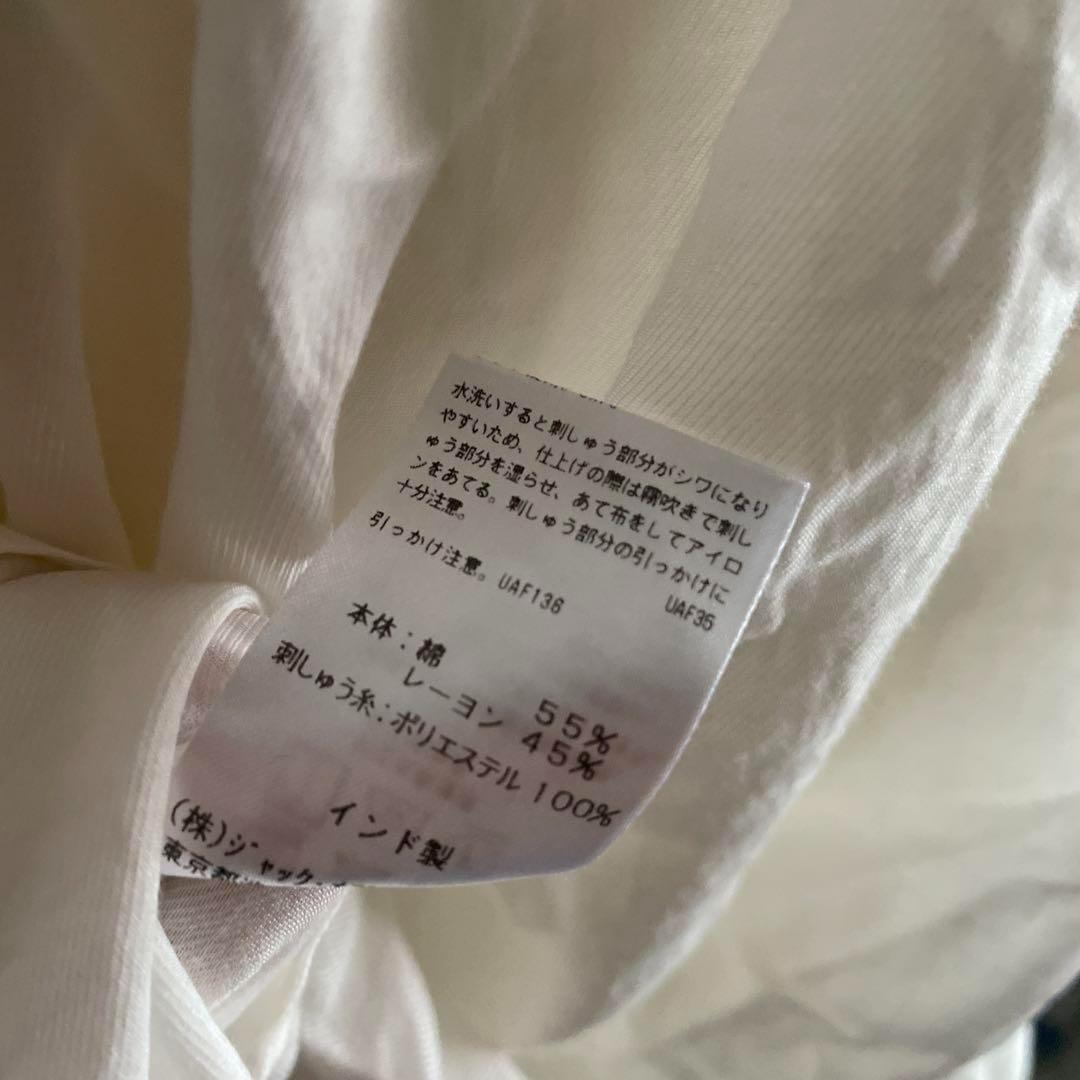 水洗いすると刺しゅう部分がシワになり
やすいため、仕上げの際は霧吹きで刺し
ゅう部分を湿らせ、あて布をしてアイロ
ンをあてる。刺しゅう部分の引っかけに
十分注意。 UAF35
引っかけ注意。UAF136
本体：綿 55%
レーヨン 45%
刺しゅう糸：ポリエステル 100%
インド製
(株)ジャック
東京都